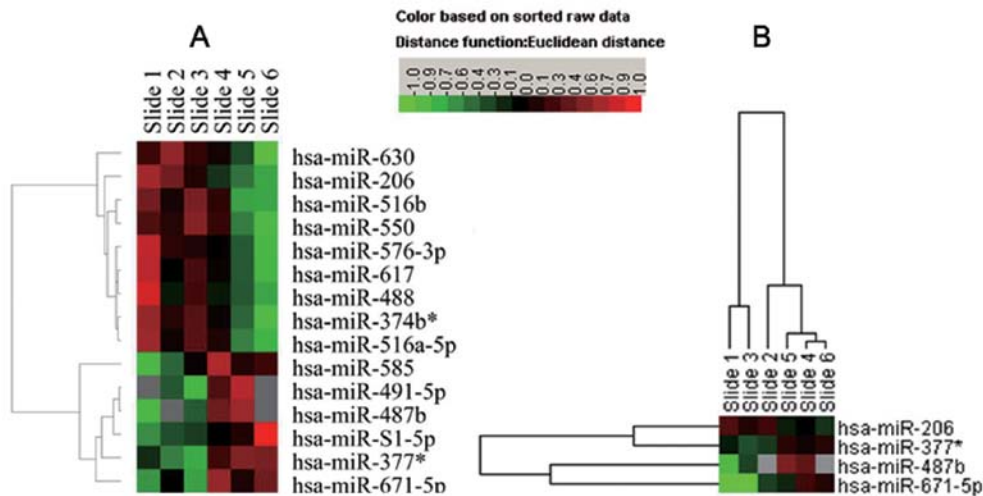 A
Color based on sorted raw data
Distance function:Euclidean distance
B
-1.0
-0.9
-0.7
-0.6
-0.4
-0.3
-0.1
0.0
0.1
0.3
0.4
0.6
0.7
0.9
1.0
Slide 1
Slide 2
Slide 3
Slide 4
Slide 5
Slide 6
hsa-miR-630
hsa-miR-206
hsa-miR-516b
hsa-miR-550
hsa-miR-576-3p
hsa-miR-617
hsa-miR-488
hsa-miR-374b*
hsa-miR-516a-5p
hsa-miR-585
hsa-miR-491-5p
hsa-miR-487b
hsa-miR-S1-5p
hsa-miR-377*
hsa-miR-671-5p
Slide 1
Slide 3
Slide 2
Slide 5
Slide 4
Slide 6
hsa-miR-206
hsa-miR-377*
hsa-miR-487b
hsa-miR-671-5p